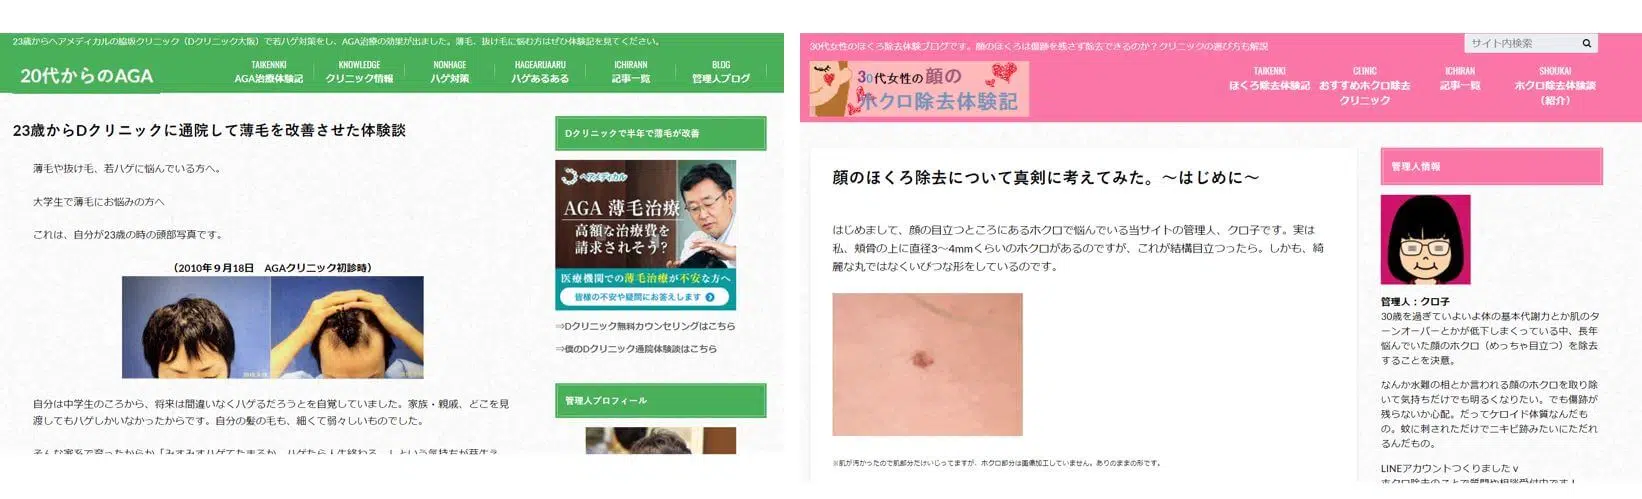 23歳からヘアメディカルの脇坂クリニック（Dクリニック大阪）で若ハゲ対策をし、AGA治療の効果が出ました。薄毛、抜け毛に悩む方はぜひ体験記を見てください。
20代からのAGA
TAIKENNKI
AGA治療体験記
KNOWLEDGE
クリニック情報
NONHAGE
ハゲ対策
HAGEARUAARU
ハゲあるある
ICHIRANN
記事一覧
BLOG
管理人ブログ
23歳からDクリニックに通院して薄毛を改善させた体験談
薄毛や抜け毛、若ハゲに悩んでいる方へ。
大学生で薄毛にお悩みの方へ
これは、自分が23歳の時の頭部写真です。
（2010年９月18日　AGAクリニック初診時）
自分は中学生のころから、将来は間違いなくハゲるだろうとを自覚していました。家族・親戚、どこを見
渡してもハゲしかいなかったからです。自分の髪の毛も、細くて弱々しいものでした。
Dクリニックで半年で薄毛が改善
ヘアメディカル
AGA 薄毛治療
高額な治療費を
請求されそう？
医療機関での薄毛治療が不安な方へ
皆様の不安や疑問にお答えします
⇒Dクリニック無料カウンセリングはこちら
⇒僕のDクリニック通院体験談はこちら
管理人プロフィール
30代女性のほくろ除去体験ブログです。顔のほくろは傷跡を残さず除去できるのか？クリニックの選び方も解説
サイト内検索
30代女性の顔の
ホクロ除去体験記
TAIKENKI
ほくろ除去体験記
CLINIC
おすすめホクロ除去
クリニック
ICHIRAN
記事一覧
SHOUKAI
ホクロ除去体験談
（紹介）
顔のほくろ除去について真剣に考えてみた。～はじめに～
はじめまして、顔の目立つところにあるホクロで悩んでいる当サイトの管理人、クロ子です。実は
私、頬骨の上に直径3～4mmくらいのホクロがあるのですが、これが結構目立つったら。しかも、綺
麗な丸ではなくいびつな形をしているのです。
※肌が汚かったので肌部分だけいじってますが、ホクロ部分は画像加工していません。ありのままの形です。
管理人情報
管理人：クロ子
30歳を過ぎていよいよ体の基本代謝力とか肌のタ
ーンオーバーとかが低下しまくっている中、長年
悩んでいた顔のホクロ（めっちゃ目立つ）を除去
することを決意。
なんか水難の相とか言われる顔のホクロを取り除
いて気持ちだけでも明るくなりたい。でも傷跡が
残らないか心配。だってケロイド体質なんだも
の。蚊に刺されただけでニキビ跡みたいにただれ
るんだもの。
LINEアカウントつくりましたｖ